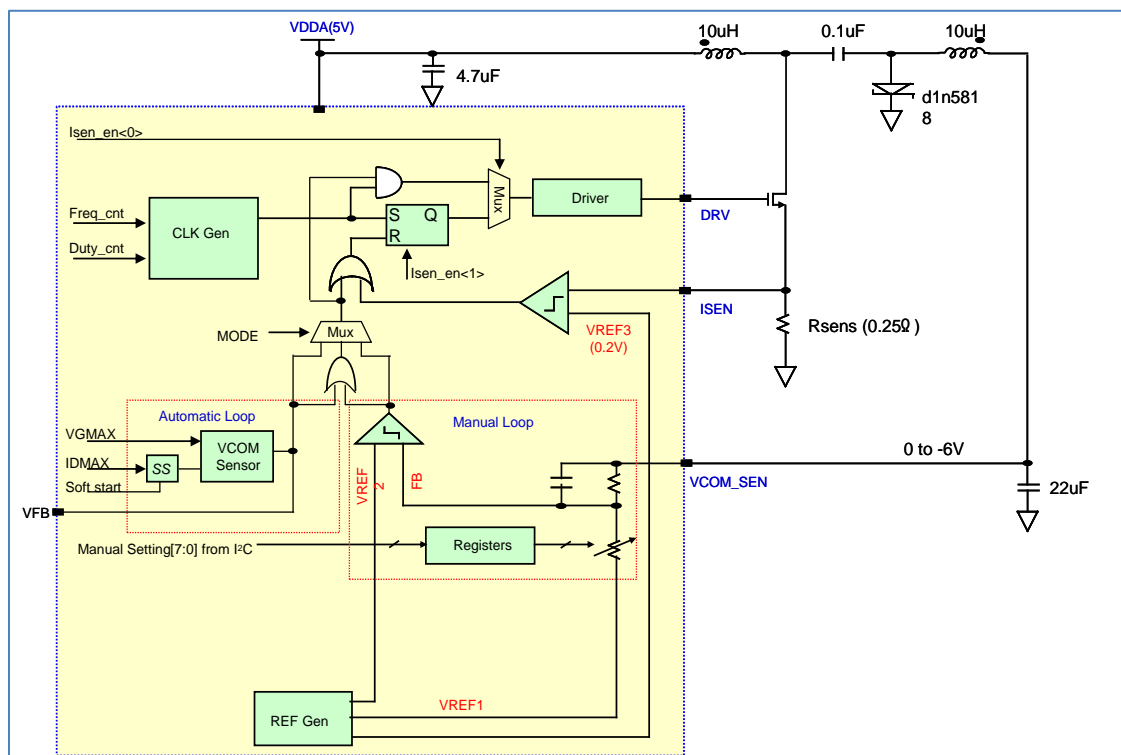 VDDA(5V)
10uH
0.1uF
10uH
4.7uF
d1n581
8
Isen_en<0>
Mux
Driver
DRV
Freq_cnt
Duty_cnt
CLK Gen
S Q
R
Isen_en<1>
ISEN
VREF3
(0.2V)
Rsens (0.25Ω )
MODE
Mux
Automatic Loop
Manual Loop
VGMAX
IDMAX
Soft start
SS
VCOM
Sensor
VREF
2
FB
0 to -6V
VCOM_SEN
22uF
VFB
Manual Setting[7:0] from I²C
Registers
REF Gen
VREF1